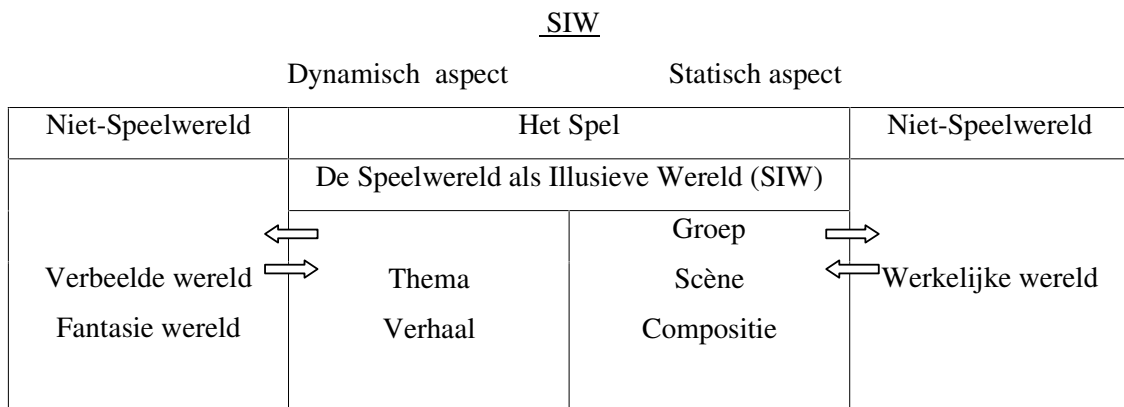 SIW
Dynamisch aspect Statisch aspect
Niet-Speelwereld Het Spel Niet-Speelwereld
De Speelwereld als Illusieve Wereld (SIW)
Groep
Verbeelde wereld Thema Scène Werkelijke wereld
Fantasie wereld Verhaal Compositie